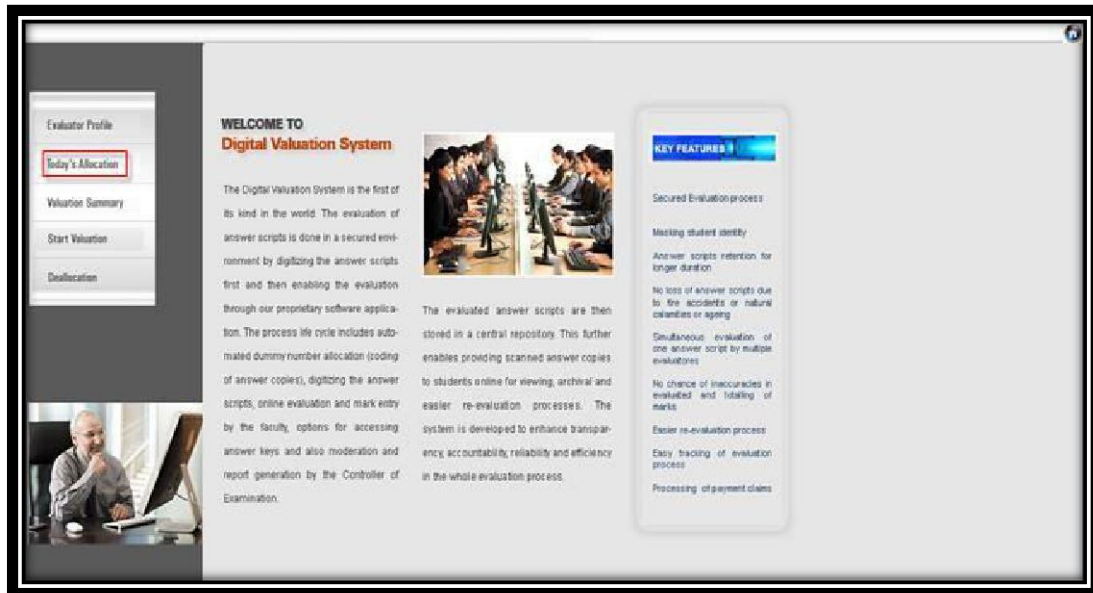 Evaluator Profile
Today's Allocation
Valuation Summary
Start Valuation
Deallocation
WELCOME TO
Digital Valuation System
The Digital Valuation System is the first of
its kind in the world. The evaluation of
answer scripts is done in a secured envi-
ronment by digitizing the answer scripts
first and then enabling the evaluation
through our proprietary software applica-
tion. The process life cycle includes auto-
mated dummy number allocation (coding
of answer copies), digitizing the answer
scripts, online evaluation and mark entry
by the faculty, options for accessing
answer keys and also moderation and
report generation by the Controller of
Examination.
The evaluated answer scripts are then
stored in a central repository. This further
enables providing scanned answer copies
to students online for viewing, archival and
easier re-evaluation processes. The
system is developed to enhance transpar-
ency, accountability, reliability and efficiency
in the whole evaluation process.
KEY FEATURES
Secured Evaluation process
Masking student identity
Answer scripts retention for
longer duration
No loss of answer scripts due
to fire accidents or natural
calamities or ageing
Simultaneous evaluation of
one answer script by multiple
evaluatores
No chance of inaccuracies in
evaluated and totalling of
marks
Easier re-evaluation process
Easy tracking of evaluation
process
Processing of payment claims